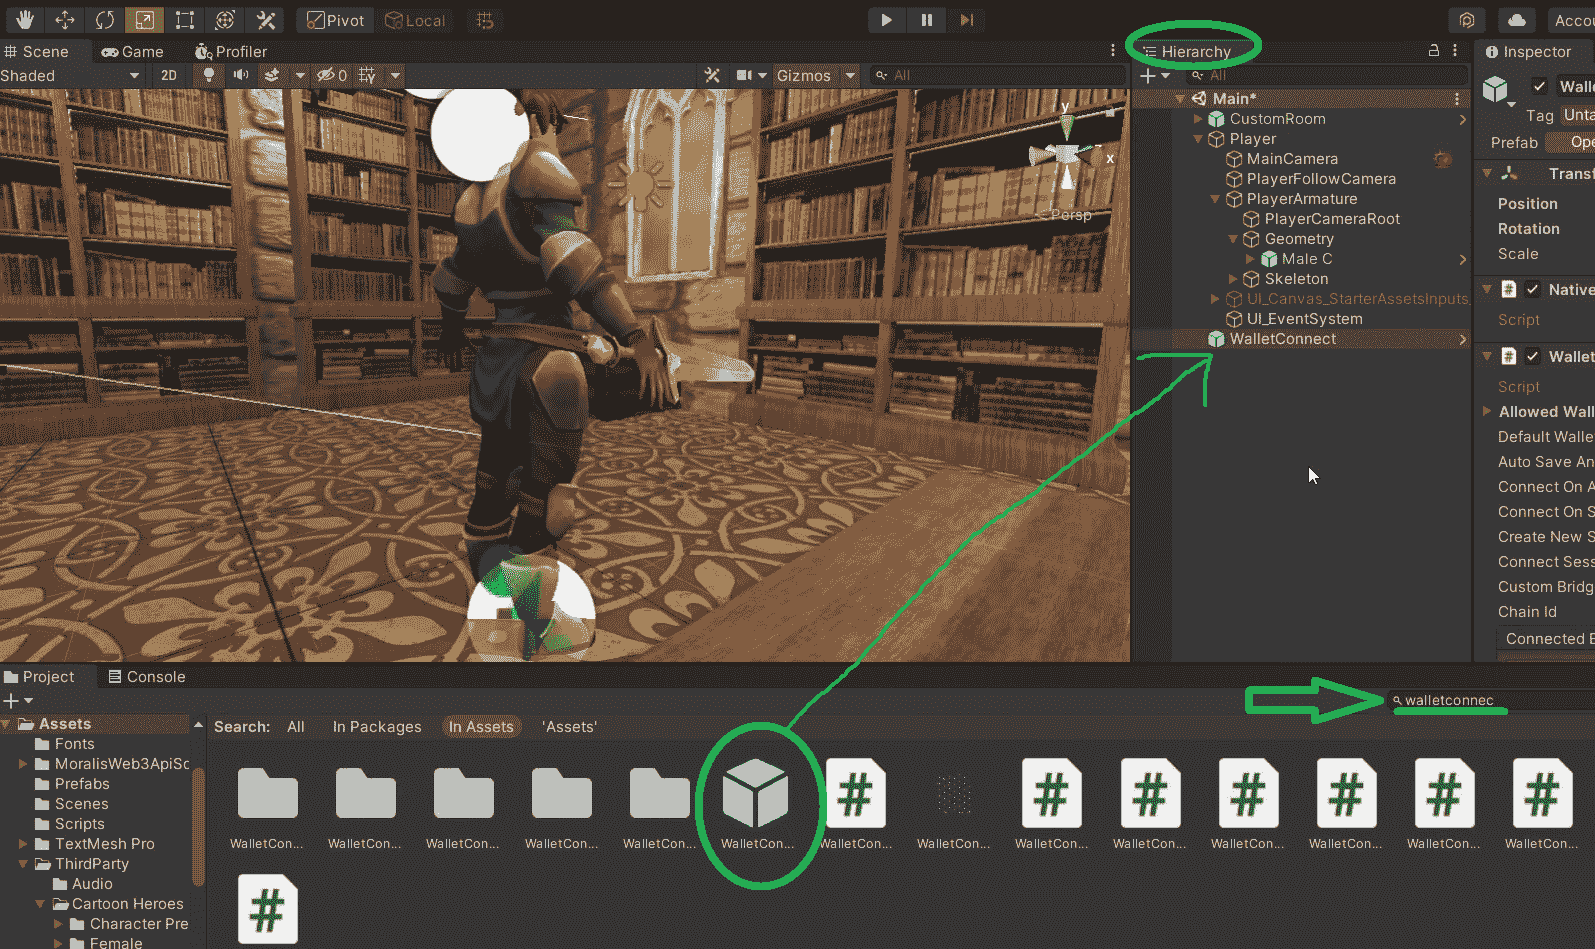 Pivot Local Accou
Scene Game Profiler
Shaded 2D 0 Gizmos All
y
x
Persp
Hierarchy
All
Main*
CustomRoom
Player
MainCamera
PlayerFollowCamera
PlayerArmature
PlayerCameraRoot
Geometry
Male C
Skeleton
UI_Canvas_StarterAssetsInputs_
UI_EventSystem
WalletConnect
Inspector
Walle
Tag Unta
Prefab Ope
Transf
Position
Rotation
Scale
# Native
Script
# Wallet
Script
Allowed Wall
Default Walle
Auto Save An
Connect On A
Connect On S
Create New S
Connect Sess
Custom Bridg
Chain Id
Connected E
Project Console
walletconnec
Assets
Fonts
MoralisWeb3ApiSc
Prefabs
Scenes
Scripts
TextMesh Pro
ThirdParty
Audio
Cartoon Heroes
Character Pre
Female
Search: All In Packages In Assets 'Assets'
# # # # # # #
WalletCon... WalletCon... WalletCon... WalletCon... WalletCon... WalletCon... WalletCon... WalletCon... WalletCon... WalletCon... WalletCon... WalletCon... WalletCon... WalletCon...
#